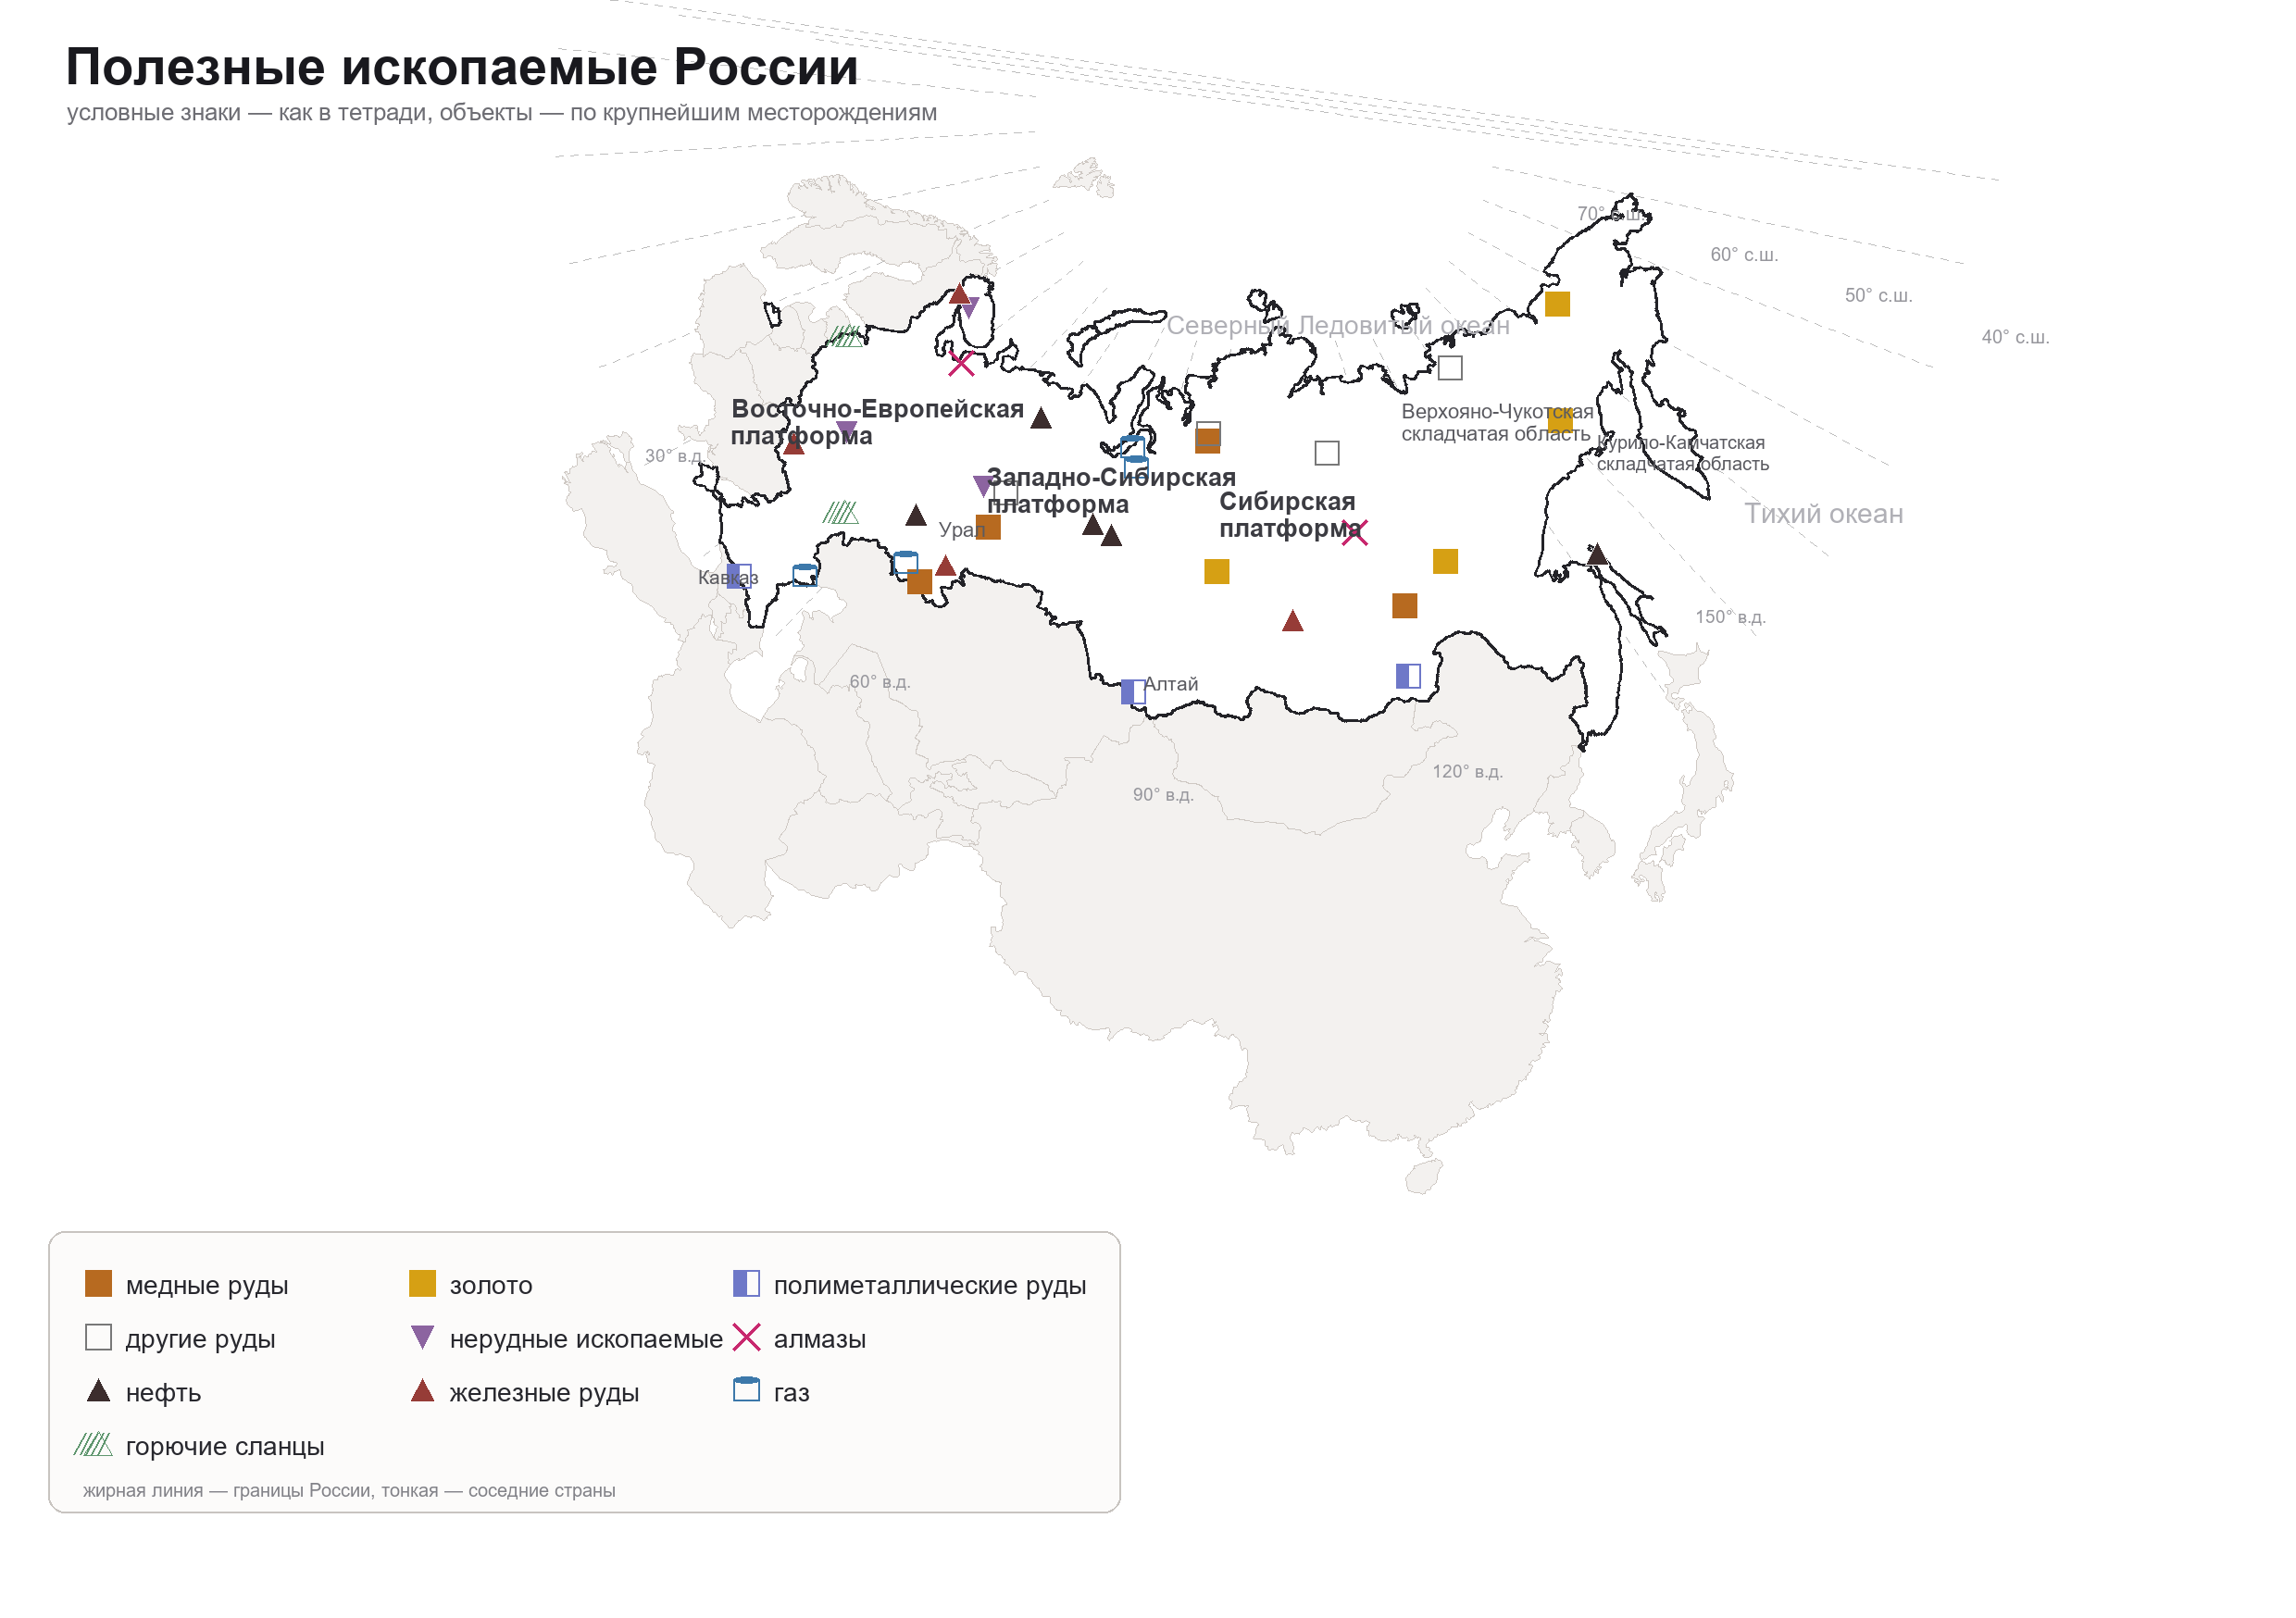 Полезные ископаемые России
условные знаки — как в тетради, объекты — по крупнейшим месторождениям
70° с.ш.
60° с.ш.
50° с.ш.
Северный Ледовитый океан
40° с.ш.
Восточно-Европейская
платформа
Верхояно-Чукотская
складчатая область
Курило-Камчатская
складчатая область
30° в.д.
Западно-Сибирская
платформа
Сибирская
платформа
Тихий океан
Урал
Кавказ
150° в.д.
60° в.д.
Алтай
120° в.д.
90° в.д.
медные руды
золото
полиметаллические руды
другие руды
нерудные ископаемые
алмазы
нефть
железные руды
газ
горючие сланцы
жирная линия — границы России, тонкая — соседние страны